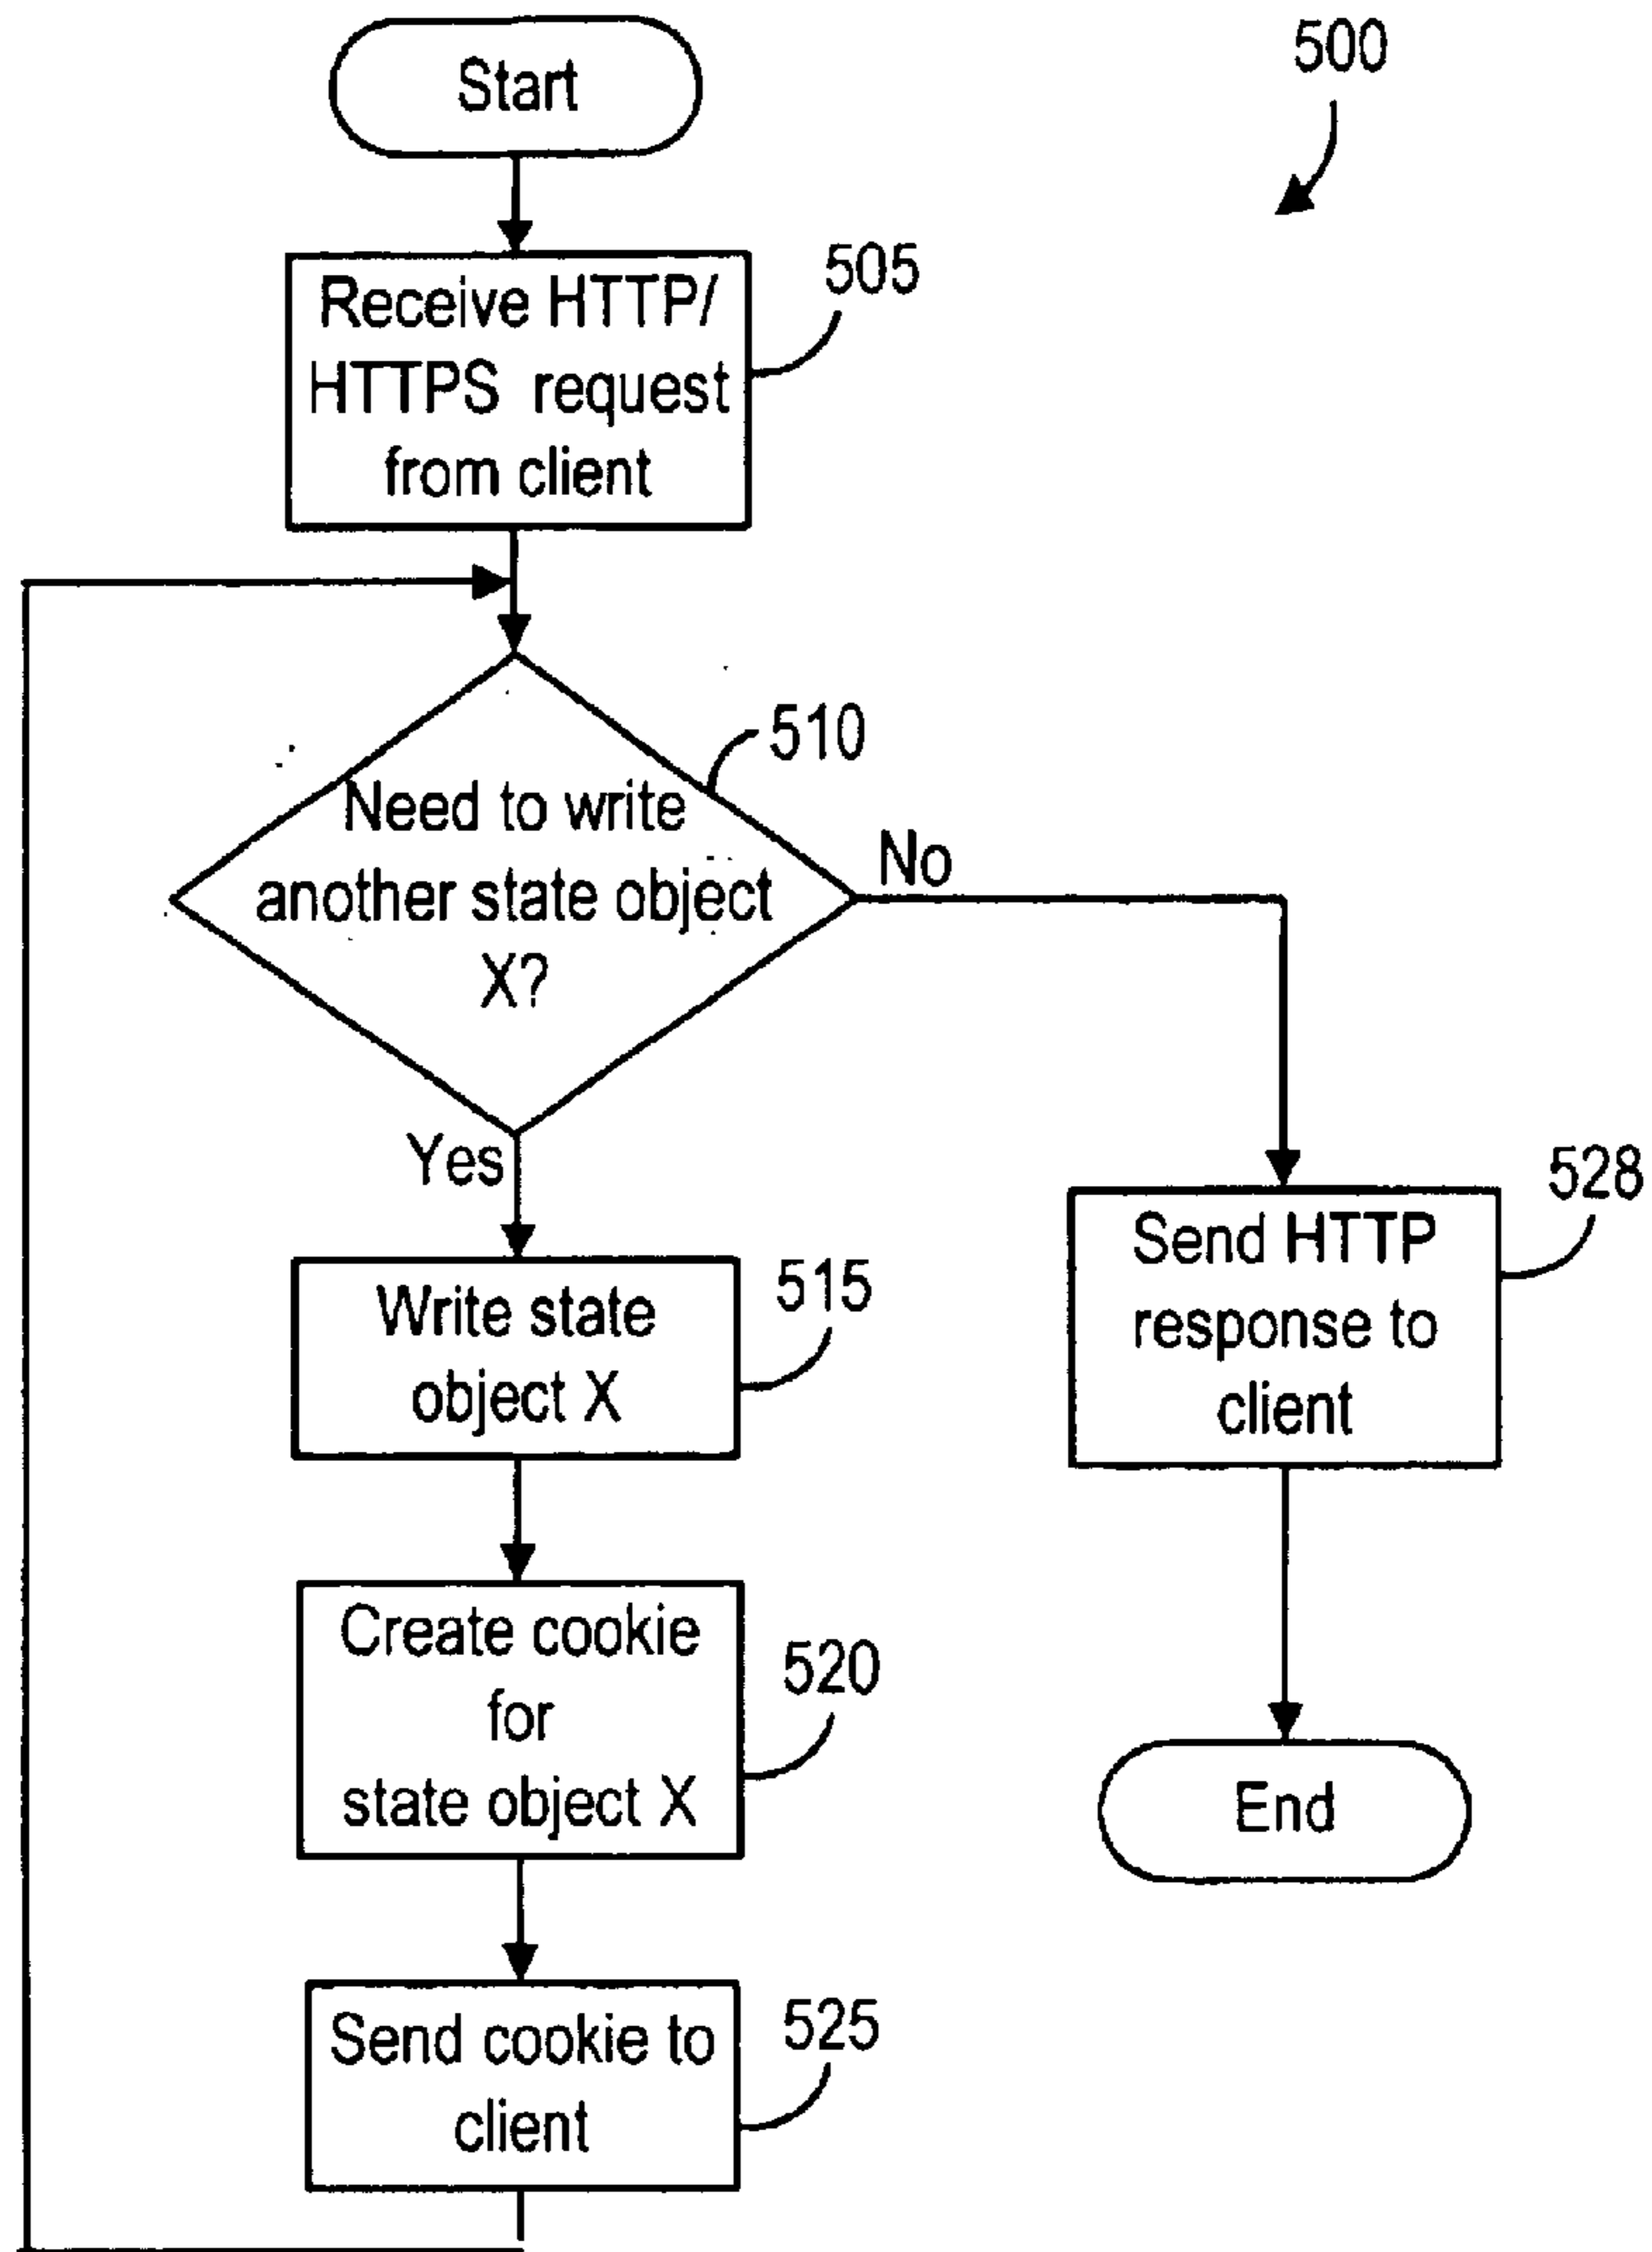 Start
500
Receive HTTP/
HTTPS request
from client
505
510
Need to write
another state object
X?
No
Yes
528
Send HTTP
response to
client
515
Write state
object X
520
Create cookie
for
state object X
End
525
Send cookie to
client